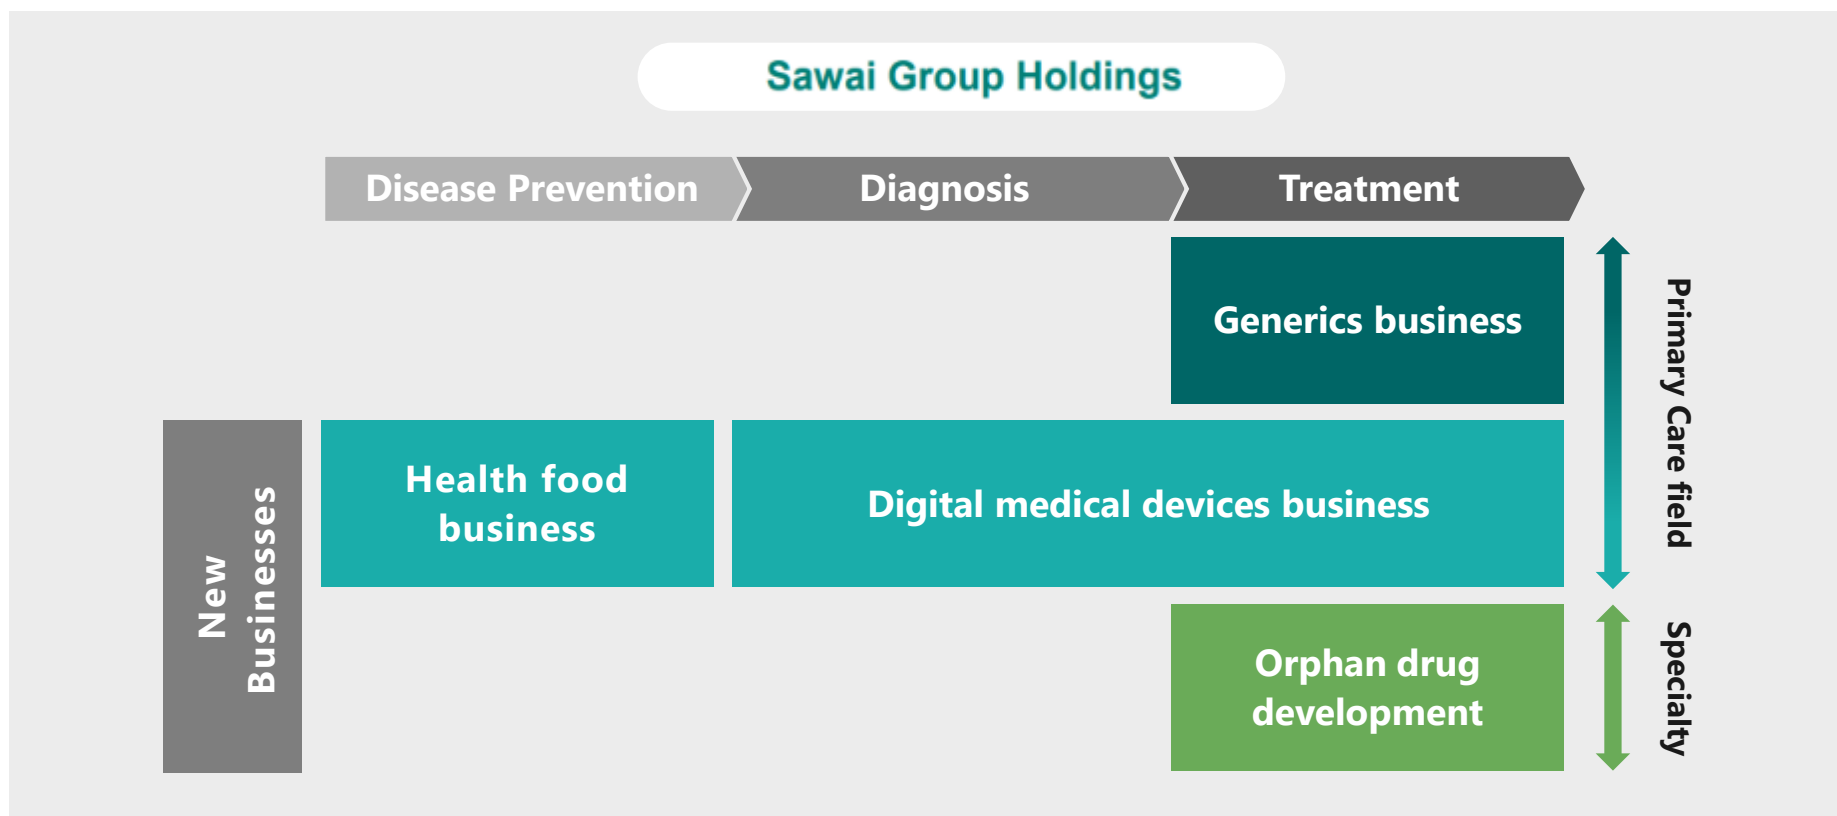 Sawai Group Holdings
Disease Prevention
Diagnosis
Treatment
Generics business
Primary Care field
New
Businesses
Health food
business
Digital medical devices business
Orphan drug
development
Specialty